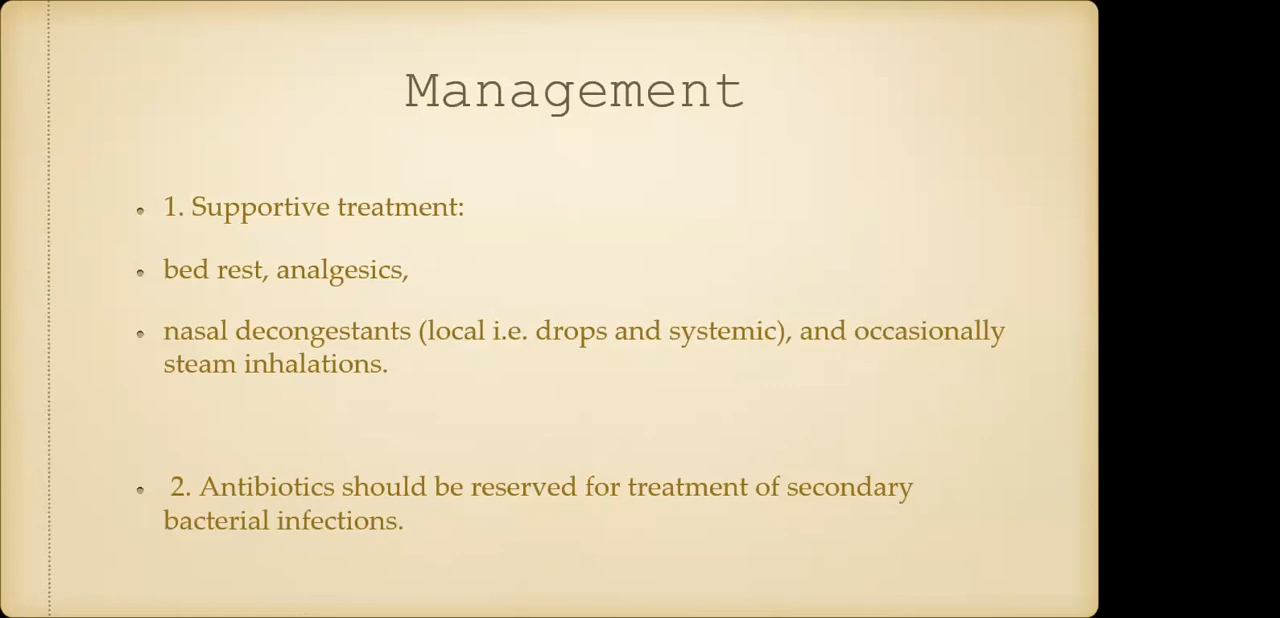 Management
• 1. Supportive treatment:
• bed rest, analgesics,
• nasal decongestants (local i.e. drops and systemic), and occasionally
steam inhalations.
• 2. Antibiotics should be reserved for treatment of secondary
bacterial infections.